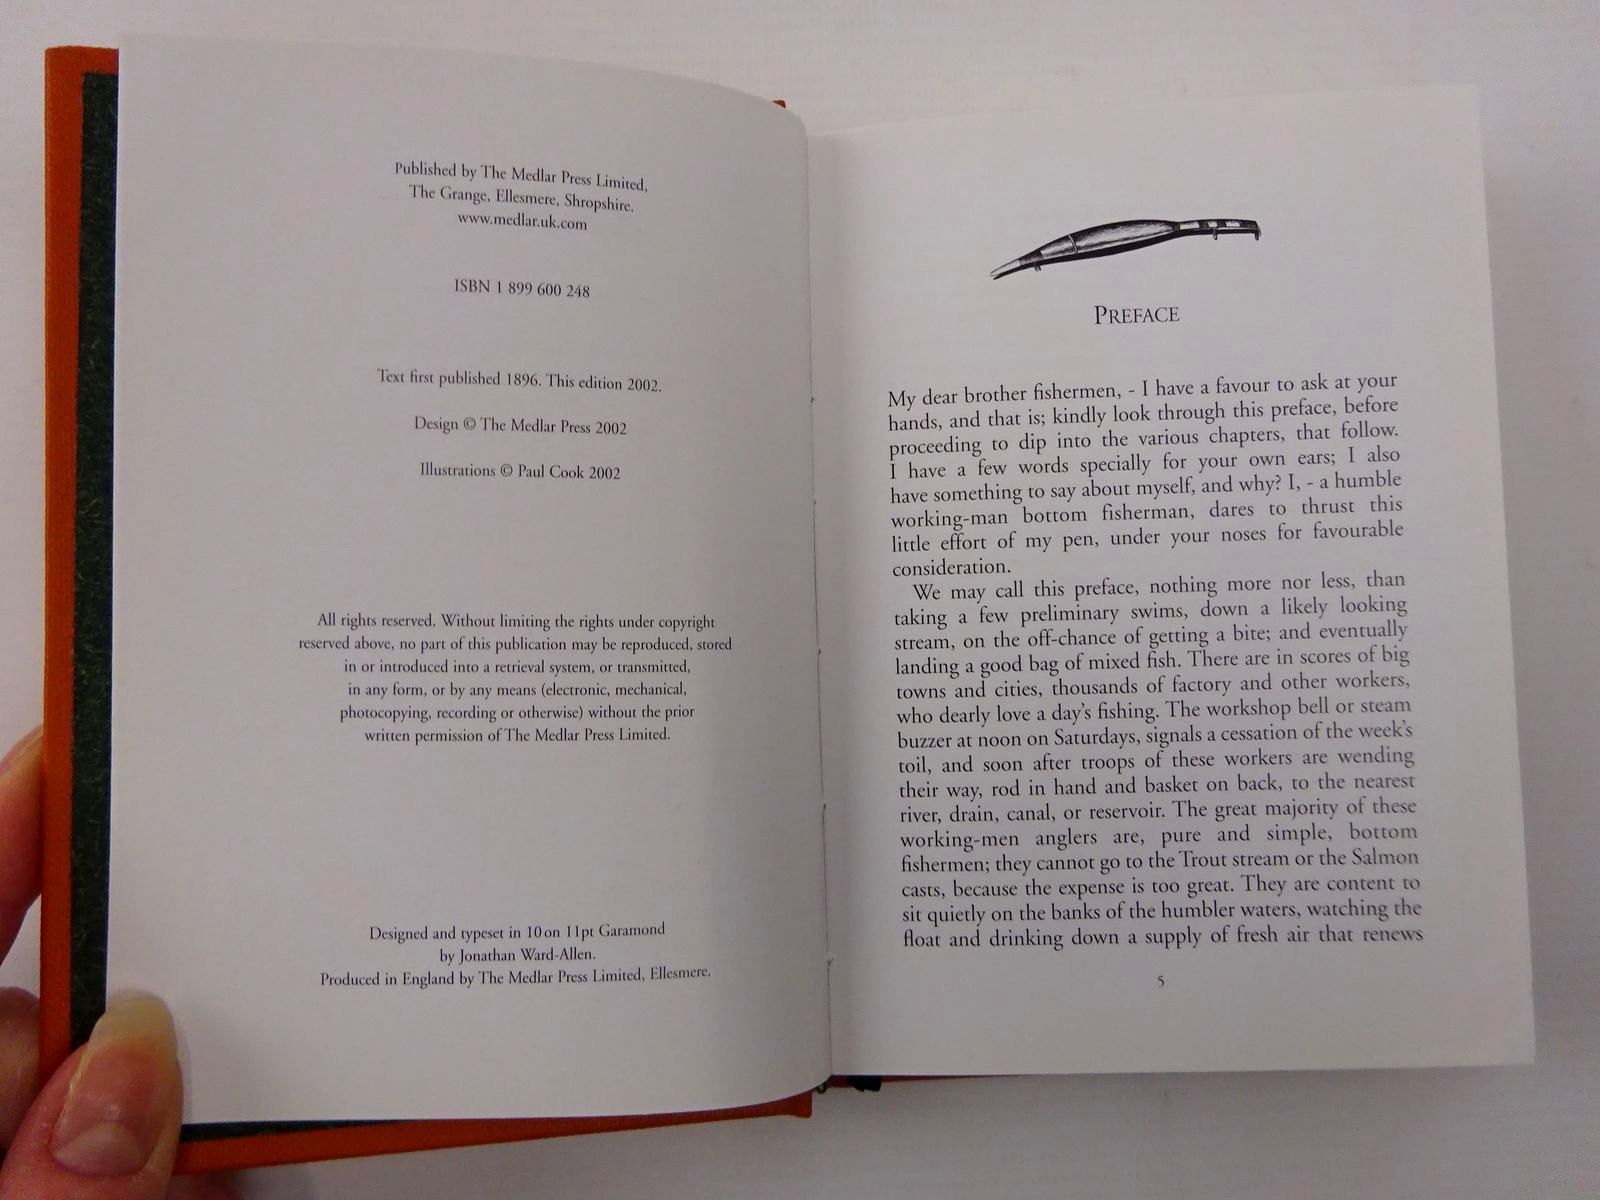 Published by The Medlar Press Limited,
The Grange, Ellesmere, Shropshire.
www.medlar.uk.com
ISBN 1 899 600 248
Text first published 1896. This edition 2002.
Design © The Medlar Press 2002
Illustrations © Paul Cook 2002
All rights reserved. Without limiting the rights under copyright
reserved above, no part of this publication may be reproduced, stored
in or introduced into a retrieval system, or transmitted,
in any form, or by any means (electronic, mechanical,
photocopying, recording or otherwise) without the prior
written permission of The Medlar Press Limited.
Designed and typeset in 10 on 11pt Garamond
by Jonathan Ward-Allen.
Produced in England by The Medlar Press Limited, Ellesmere.
PREFACE
My dear brother fishermen, - I have a favour to ask at your
hands, and that is; kindly look through this preface, before
proceeding to dip into the various chapters, that follow.
I have a few words specially for your own ears; I also
have something to say about myself, and why? I, - a humble
working-man bottom fisherman, dares to thrust this
little effort of my pen, under your noses for favourable
consideration.
We may call this preface, nothing more nor less, than
taking a few preliminary swims, down a likely looking
stream, on the off-chance of getting a bite; and eventually
landing a good bag of mixed fish. There are in scores of big
towns and cities, thousands of factory and other workers,
who dearly love a day's fishing. The workshop bell or steam
buzzer at noon on Saturdays, signals a cessation of the week's
toil, and soon after troops of these workers are wending
their way, rod in hand and basket on back, to the nearest
river, drain, canal, or reservoir. The great majority of these
working-men anglers are, pure and simple, bottom
fishermen; they cannot go to the Trout stream or the Salmon
casts, because the expense is too great. They are content to
sit quietly on the banks of the humbler waters, watching the
float and drinking down a supply of fresh air that renews
5